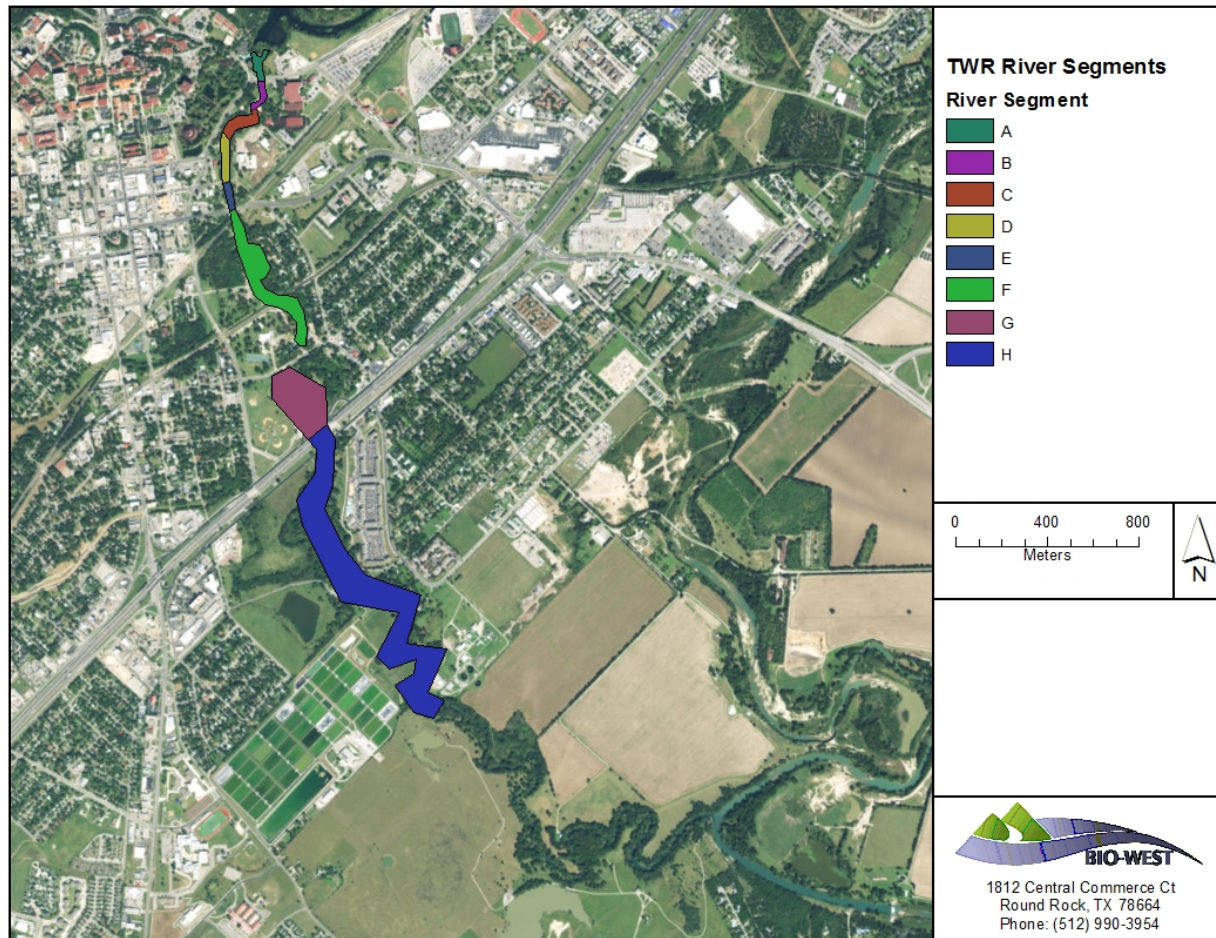 TWR River Segments
River Segment
A
B
C
D
E
F
G
H
0 400 800
Meters
N
BIO-WEST
1812 Central Commerce Ct
Round Rock, TX 78664
Phone: (512) 990-3954